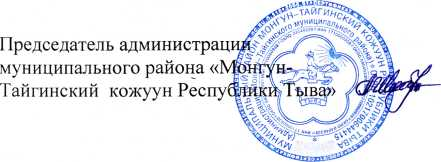 Председатель администрации
муниципального района «Монгун-
Тайгинский кожуун Республики Тыва»